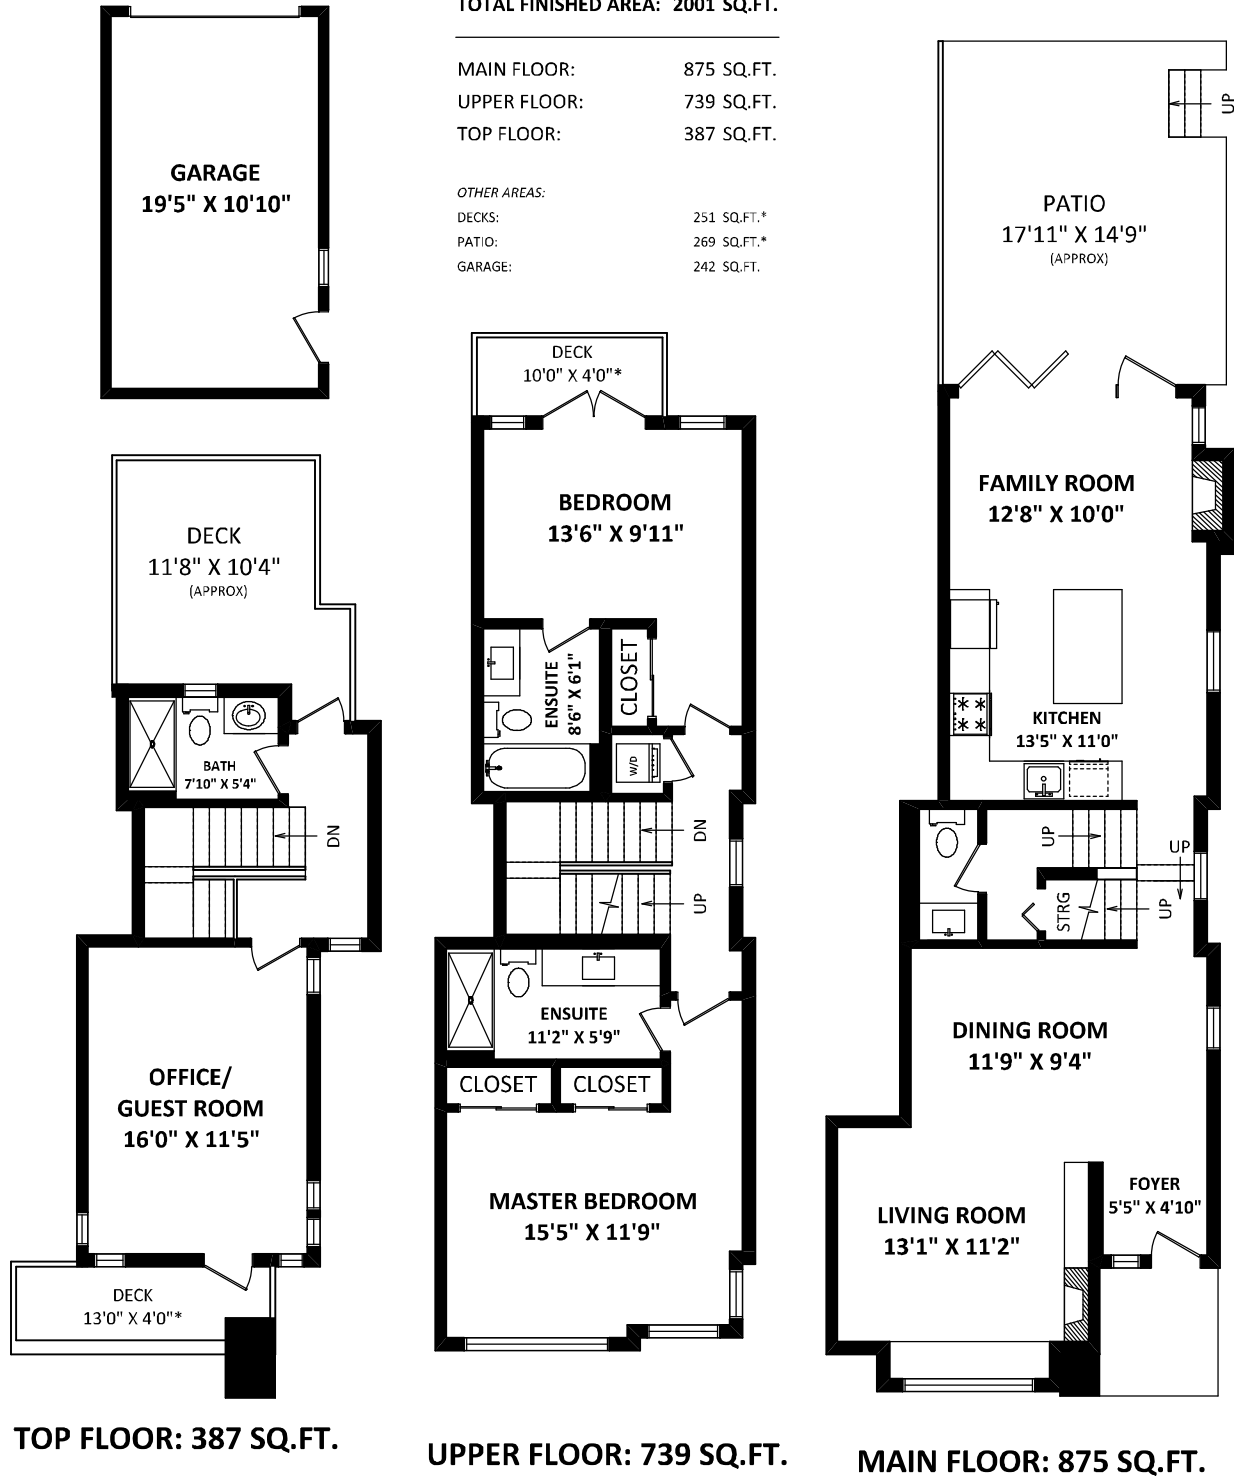 TOTAL FINISHED AREA: 2001 SQ.FT.
MAIN FLOOR: 875 SQ.FT.
UPPER FLOOR: 739 SQ.FT.
TOP FLOOR: 387 SQ.FT.
OTHER AREAS:
DECKS: 251 SQ.FT.*
PATIO: 269 SQ.FT.*
GARAGE: 242 SQ.FT.
GARAGE
19'5" X 10'10"
DECK
11'8" X 10'4"
(APPROX)
BATH
7'10" X 5'4"
DN
OFFICE/
GUEST ROOM
16'0" X 11'5"
DECK
13'0" X 4'0"*
TOP FLOOR: 387 SQ.FT.
DECK
10'0" X 4'0"*
BEDROOM
13'6" X 9'11"
ENSUITE
8'6" X 6'1"
CLOSET
W/D
DN
UP
ENSUITE
11'2" X 5'9"
CLOSET
CLOSET
MASTER BEDROOM
15'5" X 11'9"
UPPER FLOOR: 739 SQ.FT.
UP
PATIO
17'11" X 14'9"
(APPROX)
FAMILY ROOM
12'8" X 10'0"
KITCHEN
13'5" X 11'0"
UP
UP
STRG
UP
DINING ROOM
11'9" X 9'4"
FOYER
5'5" X 4'10"
LIVING ROOM
13'1" X 11'2"
MAIN FLOOR: 875 SQ.FT.